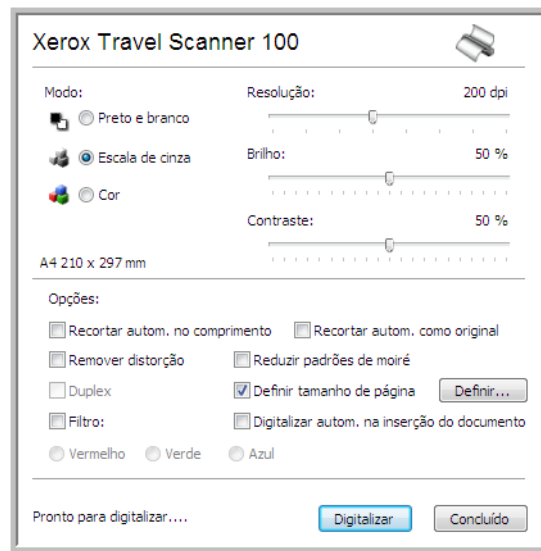 Xerox Travel Scanner 100
Modo:
Resolução: 200 dpi
Preto e branco
Escala de cinza
Brilho: 50 %
Cor
Contraste: 50 %
A4 210 x 297 mm
Opções:
Recortar autom. no comprimento Recortar autom. como original
Remover distorção Reduzir padrões de moiré
Duplex Definir tamanho de página Definir...
Filtro: Digitalizar autom. na inserção do documento
Vermelho Verde Azul
Pronto para digitalizar.... Digitalizar Concluído